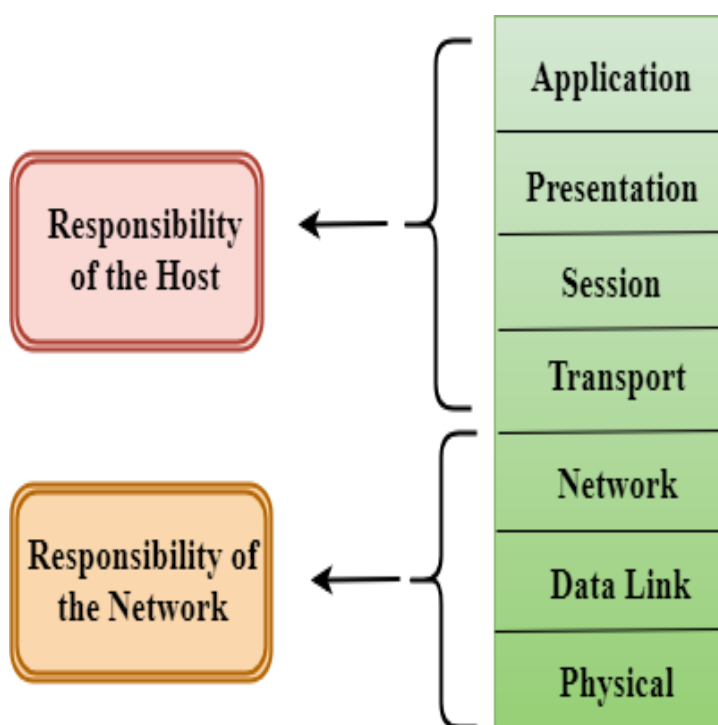 Application
Presentation
Session
Transport
Network
Data Link
Physical
Responsibility
of the Host
Responsibility of
the Network